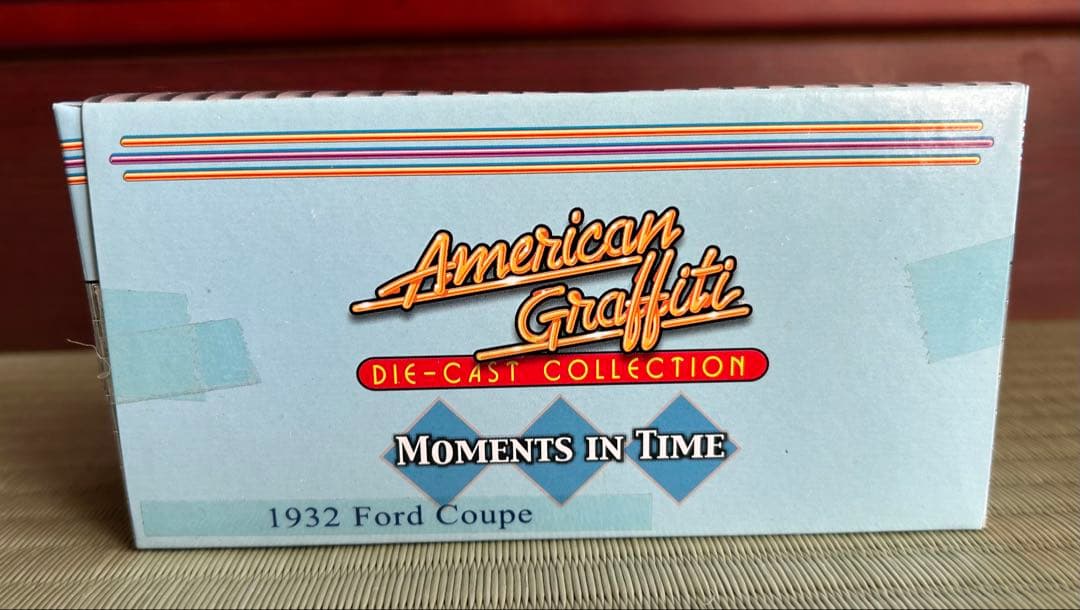 American
Graffiti
DIE-CAST COLLECTION
MOMENTS IN TIME
1932 Ford Coupe